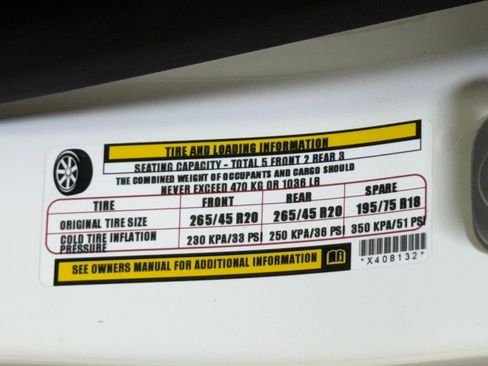 TIRE AND LOADING INFORMATION
SEATING CAPACITY - TOTAL 5 FRONT 2 REAR 3
THE COMBINED WEIGHT OF OCCUPANTS AND CARGO SHOULD
NEVER EXCEED 470 KG OR 1036 LB
TIRE FRONT REAR SPARE
ORIGINAL TIRE SIZE 265/45 R20 265/45 R20 195/75 R18
COLD TIRE INFLATION PRESSURE 230 KPA/33 PSI 250 KPA/36 PSI 350 KPA/51 PSI
SEE OWNERS MANUAL FOR ADDITIONAL INFORMATION
*X408132*